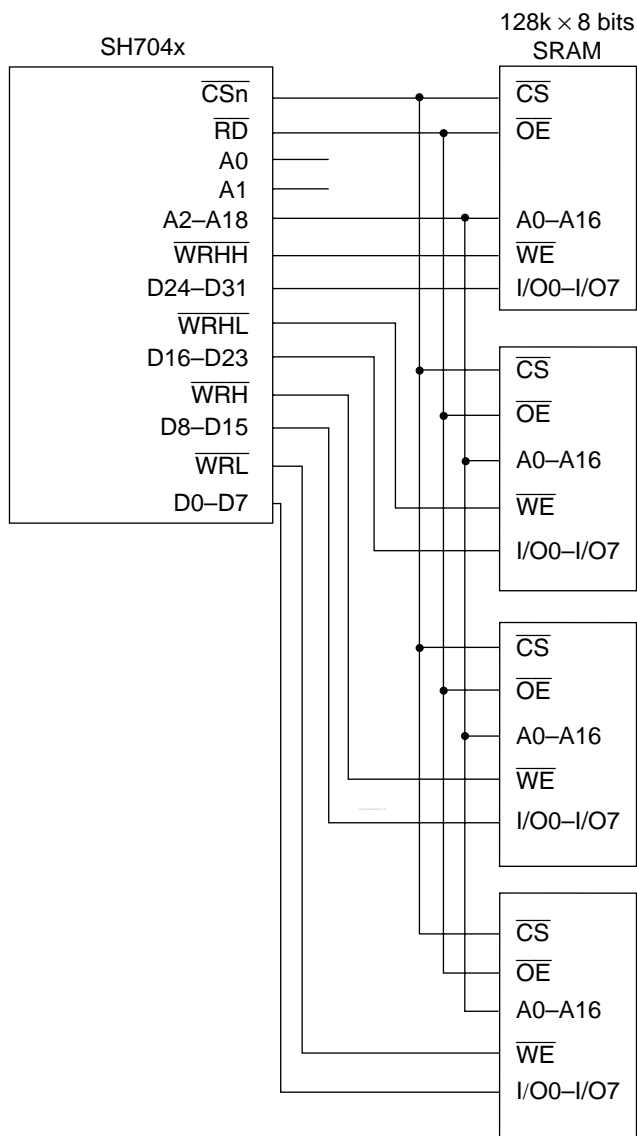 128k × 8 bits
SRAM
SH704x
CSn
RD
A0
A1
A2–A18
WRHH
D24–D31
WRHL
D16–D23
WRH
D8–D15
WRL
D0–D7
CS
OE
A0–A16
WE
I/O0–I/O7
CS
OE
A0–A16
WE
I/O0–I/O7
CS
OE
A0–A16
WE
I/O0–I/O7
CS
OE
A0–A16
WE
I/O0–I/O7